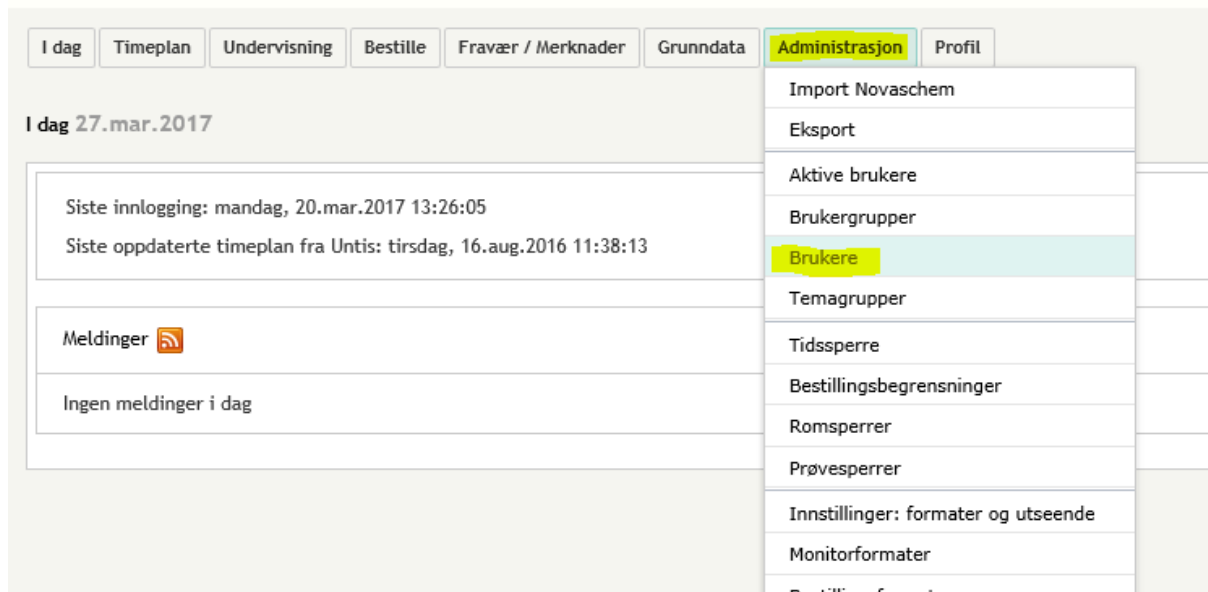 I dag Timeplan Undervisning Bestille Fravær / Merknader Grunndata Administrasjon Profil
Import Novaschem
Eksport
Aktive brukere
Brukergrupper
Brukere
Temagrupper
Tidssperre
Bestillingsbegrensninger
Romsperrer
Prøvesperrer
Innstillinger: formater og utseende
Monitorformater
I dag 27.mar.2017
Siste innlogging: mandag, 20.mar.2017 13:26:05
Siste oppdaterte timeplan fra Untis: tirsdag, 16.aug.2016 11:38:13
Meldinger
Ingen meldinger i dag